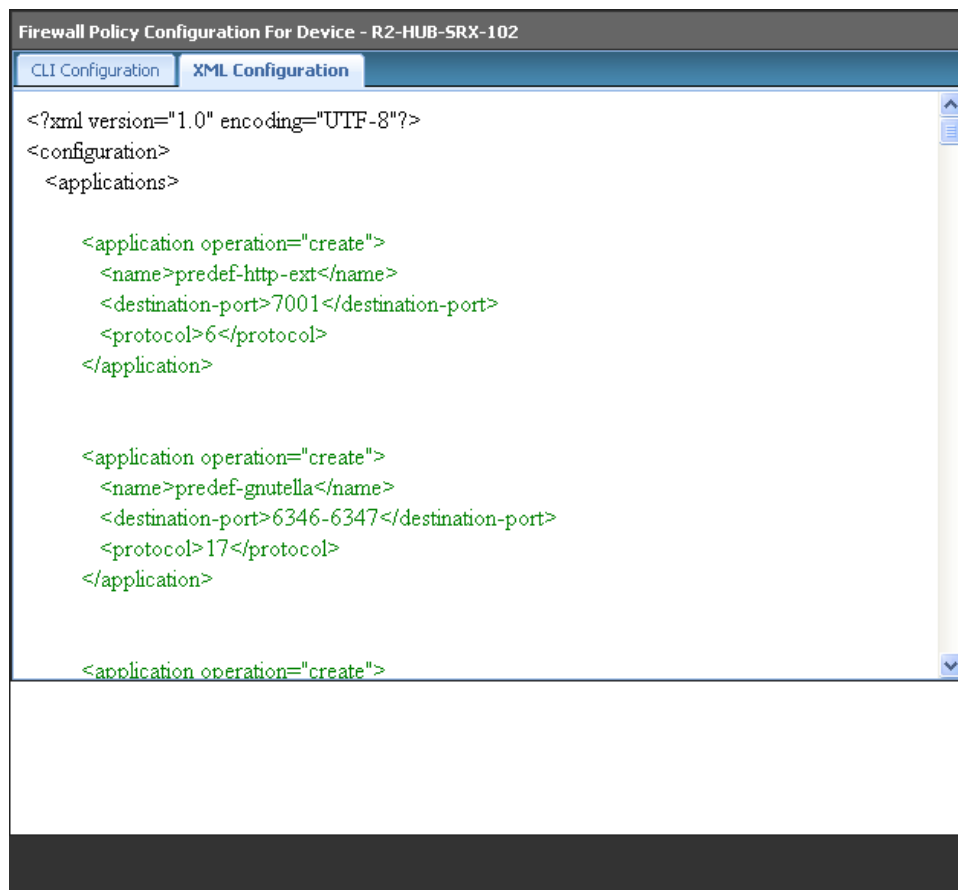 Firewall Policy Configuration For Device - R2-HUB-SRX-102
CLI Configuration XML Configuration
<?xml version="1.0" encoding="UTF-8"?>
<configuration>
<applications>
<application operation="create">
<name>predef-http-ext</name>
<destination-port>7001</destination-port>
<protocol>6</protocol>
</application>
<application operation="create">
<name>predef-gnutella</name>
<destination-port>6346-6347</destination-port>
<protocol>17</protocol>
</application>
<application operation="create">